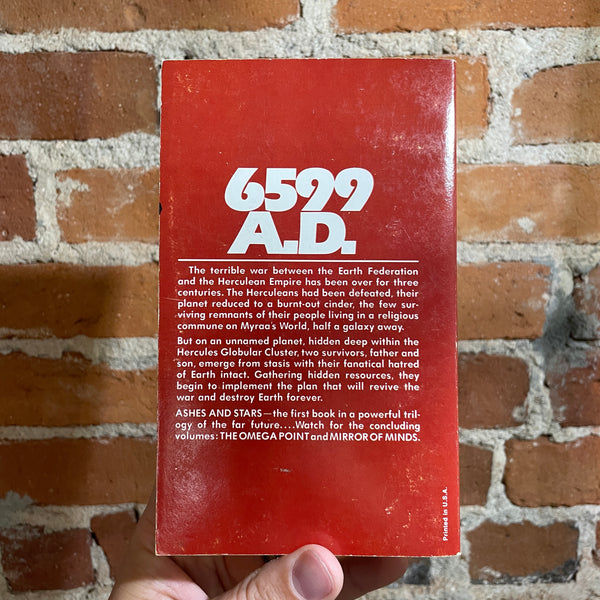 6599
A.D.
The terrible war between the Earth Federation
and the Herculean Empire has been over for three
centuries. The Herculeans had been defeated, their
planet reduced to a burnt-out cinder, the few sur-
viving remnants of their people living in a religious
commune on Myraa's World, half a galaxy away.
But on an unnamed planet, hidden deep within the
Hercules Globular Cluster, two survivors, father and
son, emerge from stasis with their fanatical hatred
of Earth intact. Gathering hidden resources, they
begin to implement the plan that will revive the
war and destroy Earth forever.
ASHES AND STARS—the first book in a powerful tril-
ogy of the far future....Watch for the concluding
volumes: THE OMEGA POINT and MIRROR OF MINDS.
Printed in U.S.A.